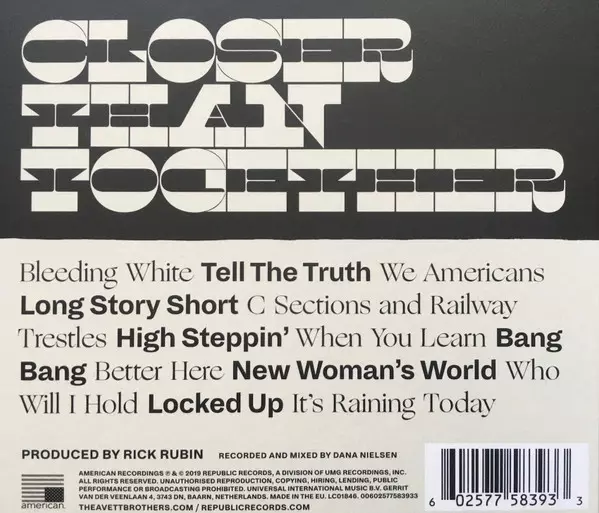 CLOSER
THAN
TOGETHER
Bleeding White Tell The Truth We Americans
Long Story Short C Sections and Railway
Trestles High Steppin' When You Learn Bang
Bang Better Here New Woman's World Who
Will I Hold Locked Up It's Raining Today
PRODUCED BY RICK RUBIN RECORDED AND MIXED BY DANA NIELSEN
AMERICAN RECORDINGS ℗ & © 2019 REPUBLIC RECORDS, A DIVISION OF UMG RECORDINGS, INC.
ALL RIGHTS RESERVED. UNAUTHORISED REPRODUCTION, COPYING, HIRING, LENDING, PUBLIC
PERFORMANCE OR BROADCASTING PROHIBITED. UNIVERSAL INTERNATIONAL MUSIC B.V. GERRIT
VAN DER VEENLAAN 4, 3743 DN, BAARN, NETHERLANDS. MADE IN THE EU. LC01846. 00602577583933
THEAVETTBROTHERS.COM / REPUBLICRECORDS.COM
american.
6 02577 58393 3